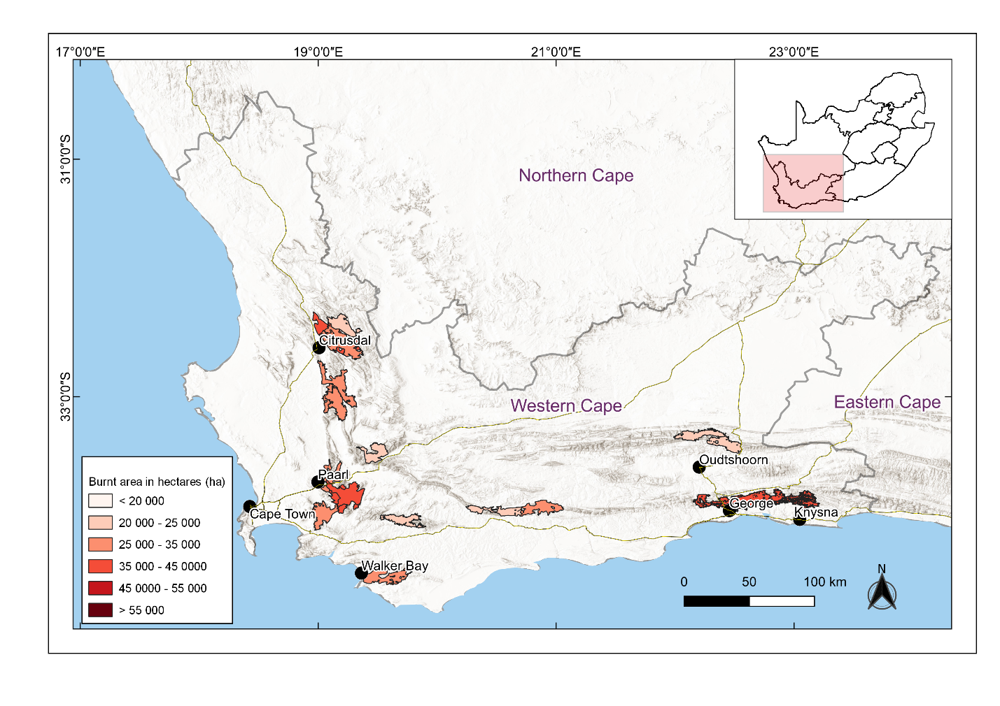 17°0′0″E
19°0′0″E
21°0′0″E
23°0′0″E
31°0′0″S
33°0′0″S
Northern Cape
Western Cape
Eastern Cape
Citrusdal
Paarl
Cape Town
Walker Bay
Oudtshoorn
George
Knysna
Burnt area in hectares (ha)
< 20 000
20 000 - 25 000
25 000 - 35 000
35 000 - 45 0000
45 0000 - 55 000
> 55 000
0 50 100 km
N